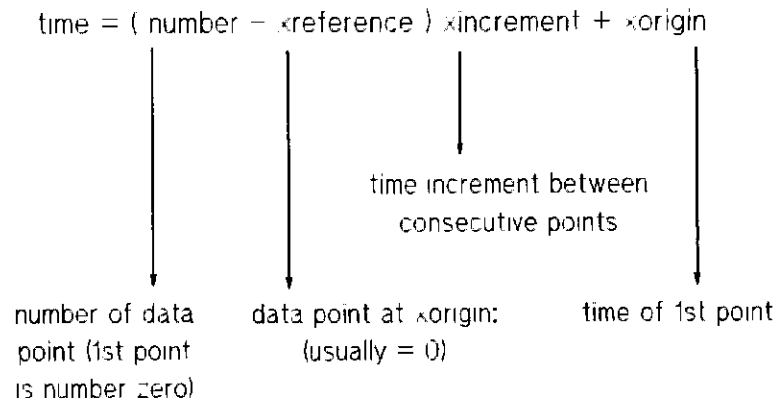 time = ( number − xreference ) xincrement + xorigin
time increment between
consecutive points
number of data
point (1st point
is number zero)
data point at xorigin:
(usually = 0)
time of 1st point